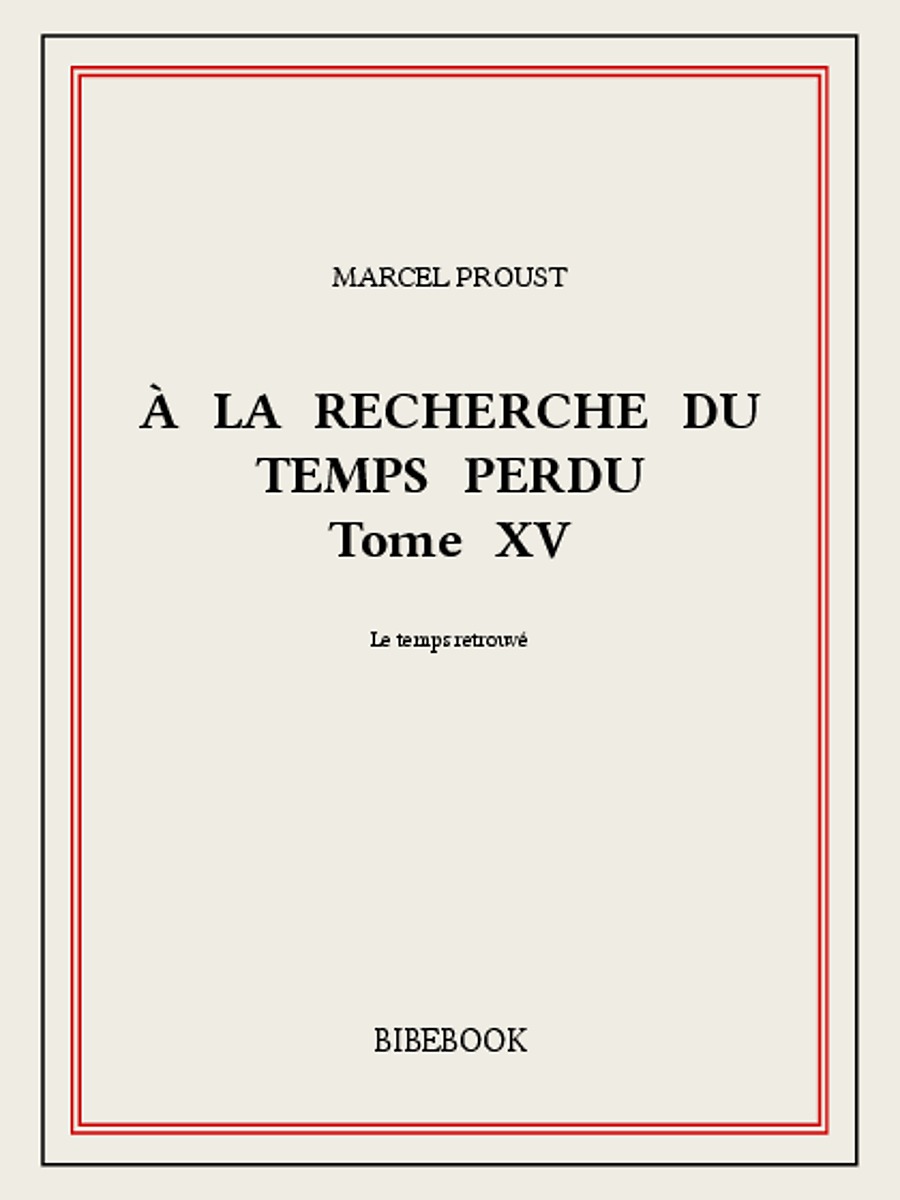 MARCEL PROUST
À LA RECHERCHE DU
TEMPS PERDU
Tome XV
Le temps retrouvé
BIBEBOOK